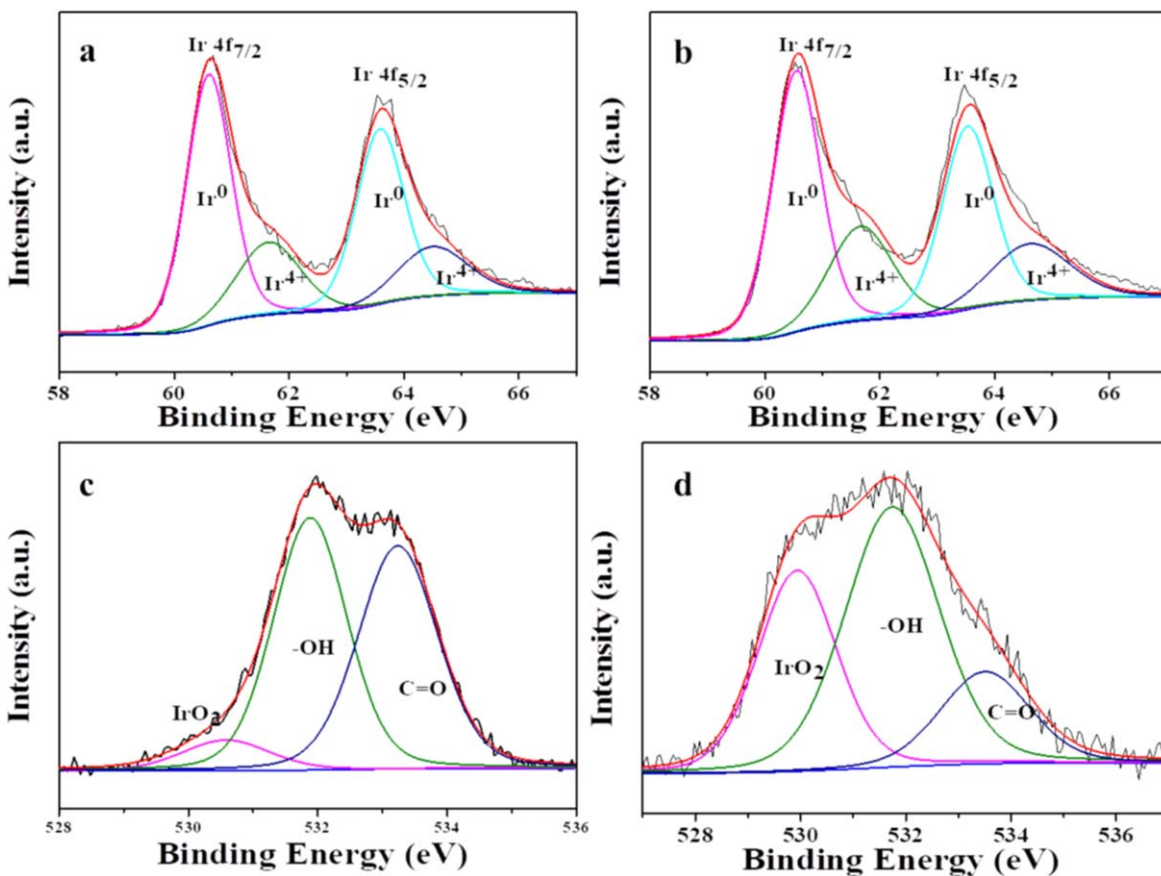 a
Ir 4f7/2
Ir 4f5/2
Ir0
Ir0
Ir4+
Ir4+
Intensity (a.u.)
58 60 62 64 66
Binding Energy (eV)
b
Ir 4f7/2
Ir 4f5/2
Ir0
Ir0
Ir4+
Ir4+
Intensity (a.u.)
58 60 62 64 66
Binding Energy (eV)
c
-OH
C=O
IrO2
Intensity (a.u.)
528 530 532 534 536
Binding Energy (eV)
d
-OH
IrO2
C=O
Intensity (a.u.)
528 530 532 534 536
Binding Energy (eV)